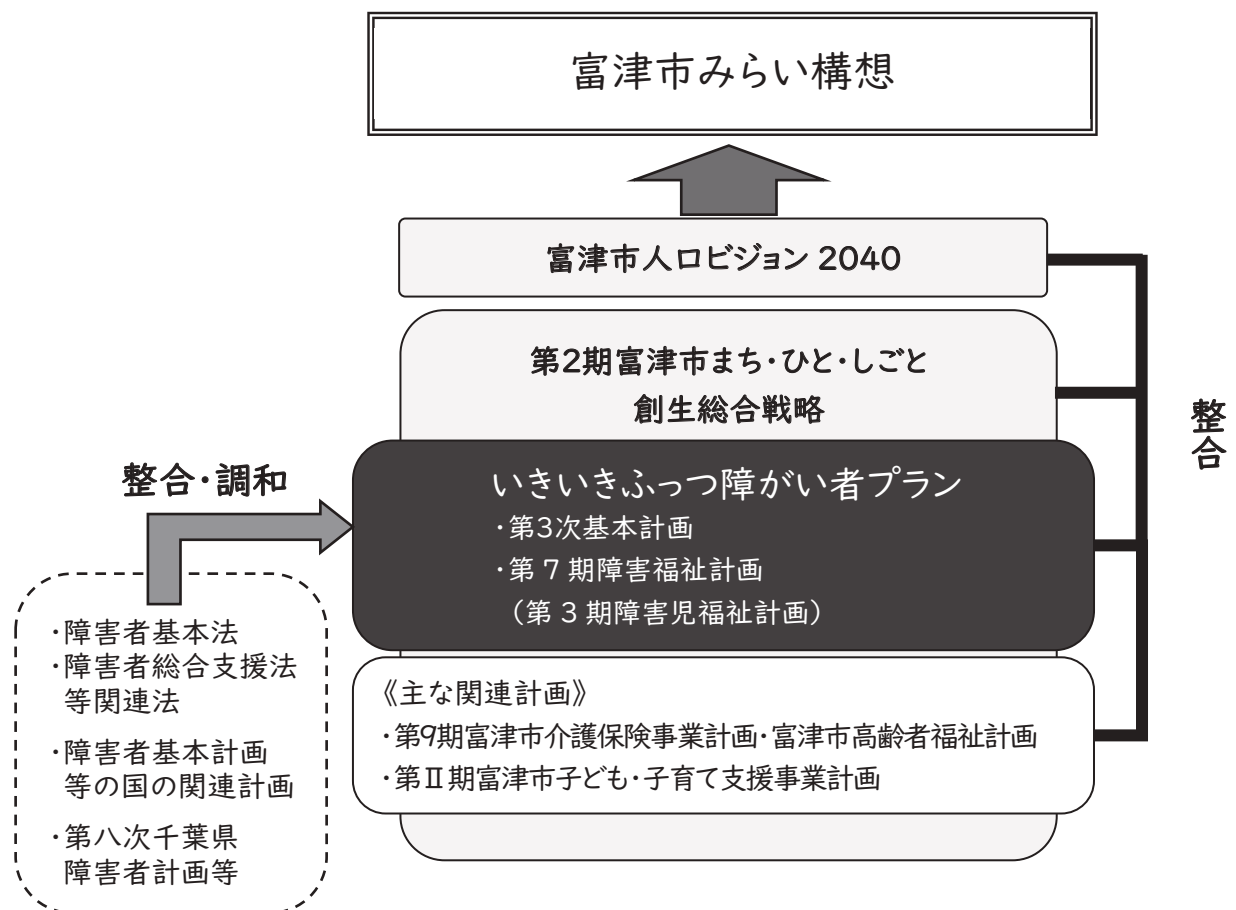 富津市みらい構想
富津市人口ビジョン 2040
第2期富津市まち・ひと・しごと
創生総合戦略
整合
整合・調和
いきいきふっつ障がい者プラン
・第3次基本計画
・第 7 期障害福祉計画
（第 3 期障害児福祉計画）
・障害者基本法
・障害者総合支援法
等関連法
・障害者基本計画
等の国の関連計画
・第八次千葉県
障害者計画等
《主な関連計画》
・第9期富津市介護保険事業計画・富津市高齢者福祉計画
・第Ⅱ期富津市子ども・子育て支援事業計画